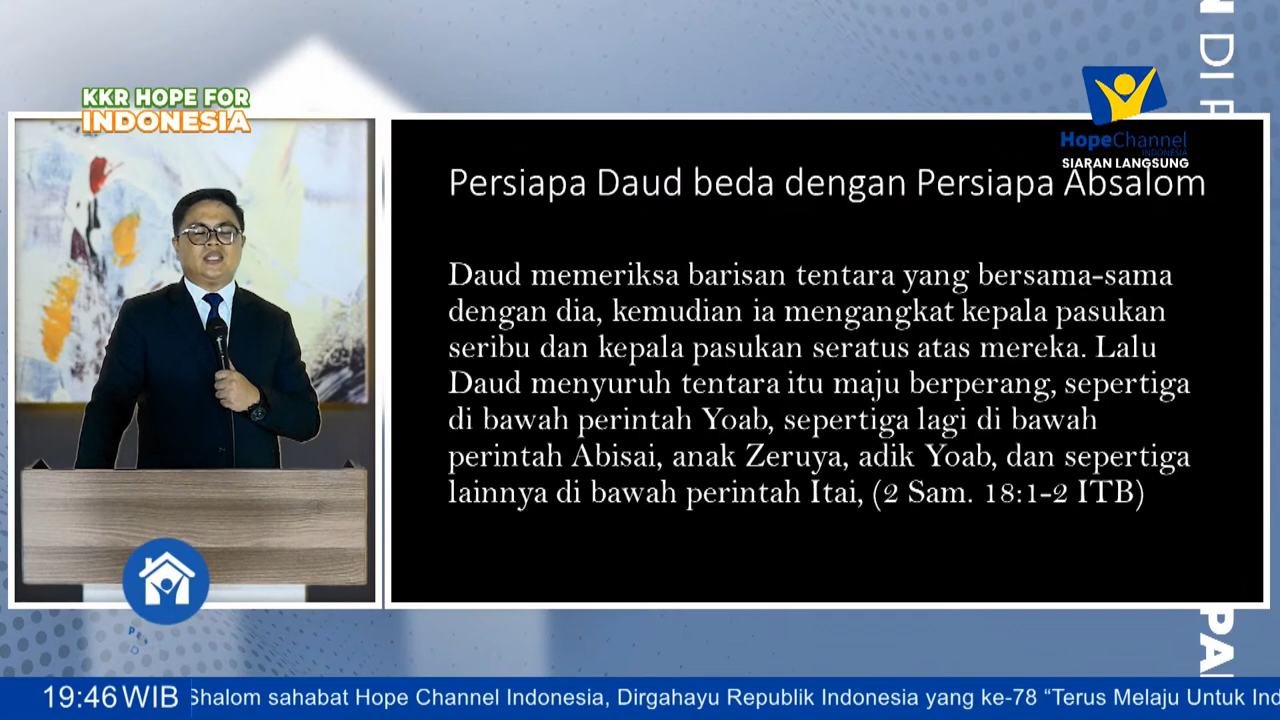 N DI F
KKR HOPE FOR
INDONESIA
HopeChannel
INDONESIA
SIARAN LANGSUNG
Persiapa Daud beda dengan Persiapa Absalom
Daud memeriksa barisan tentara yang bersama-sama
dengan dia, kemudian ia mengangkat kepala pasukan
seribu dan kepala pasukan seratus atas mereka. Lalu
Daud menyuruh tentara itu maju berperang, sepertiga
di bawah perintah Yoab, sepertiga lagi di bawah
perintah Abisai, anak Zeruya, adik Yoab, dan sepertiga
lainnya di bawah perintah Itai, (2 Sam. 18:1-2 ITB)
PA
19:46 WIB Shalom sahabat Hope Channel Indonesia, Dirgahayu Republik Indonesia yang ke-78 “Terus Melaju Untuk Ind